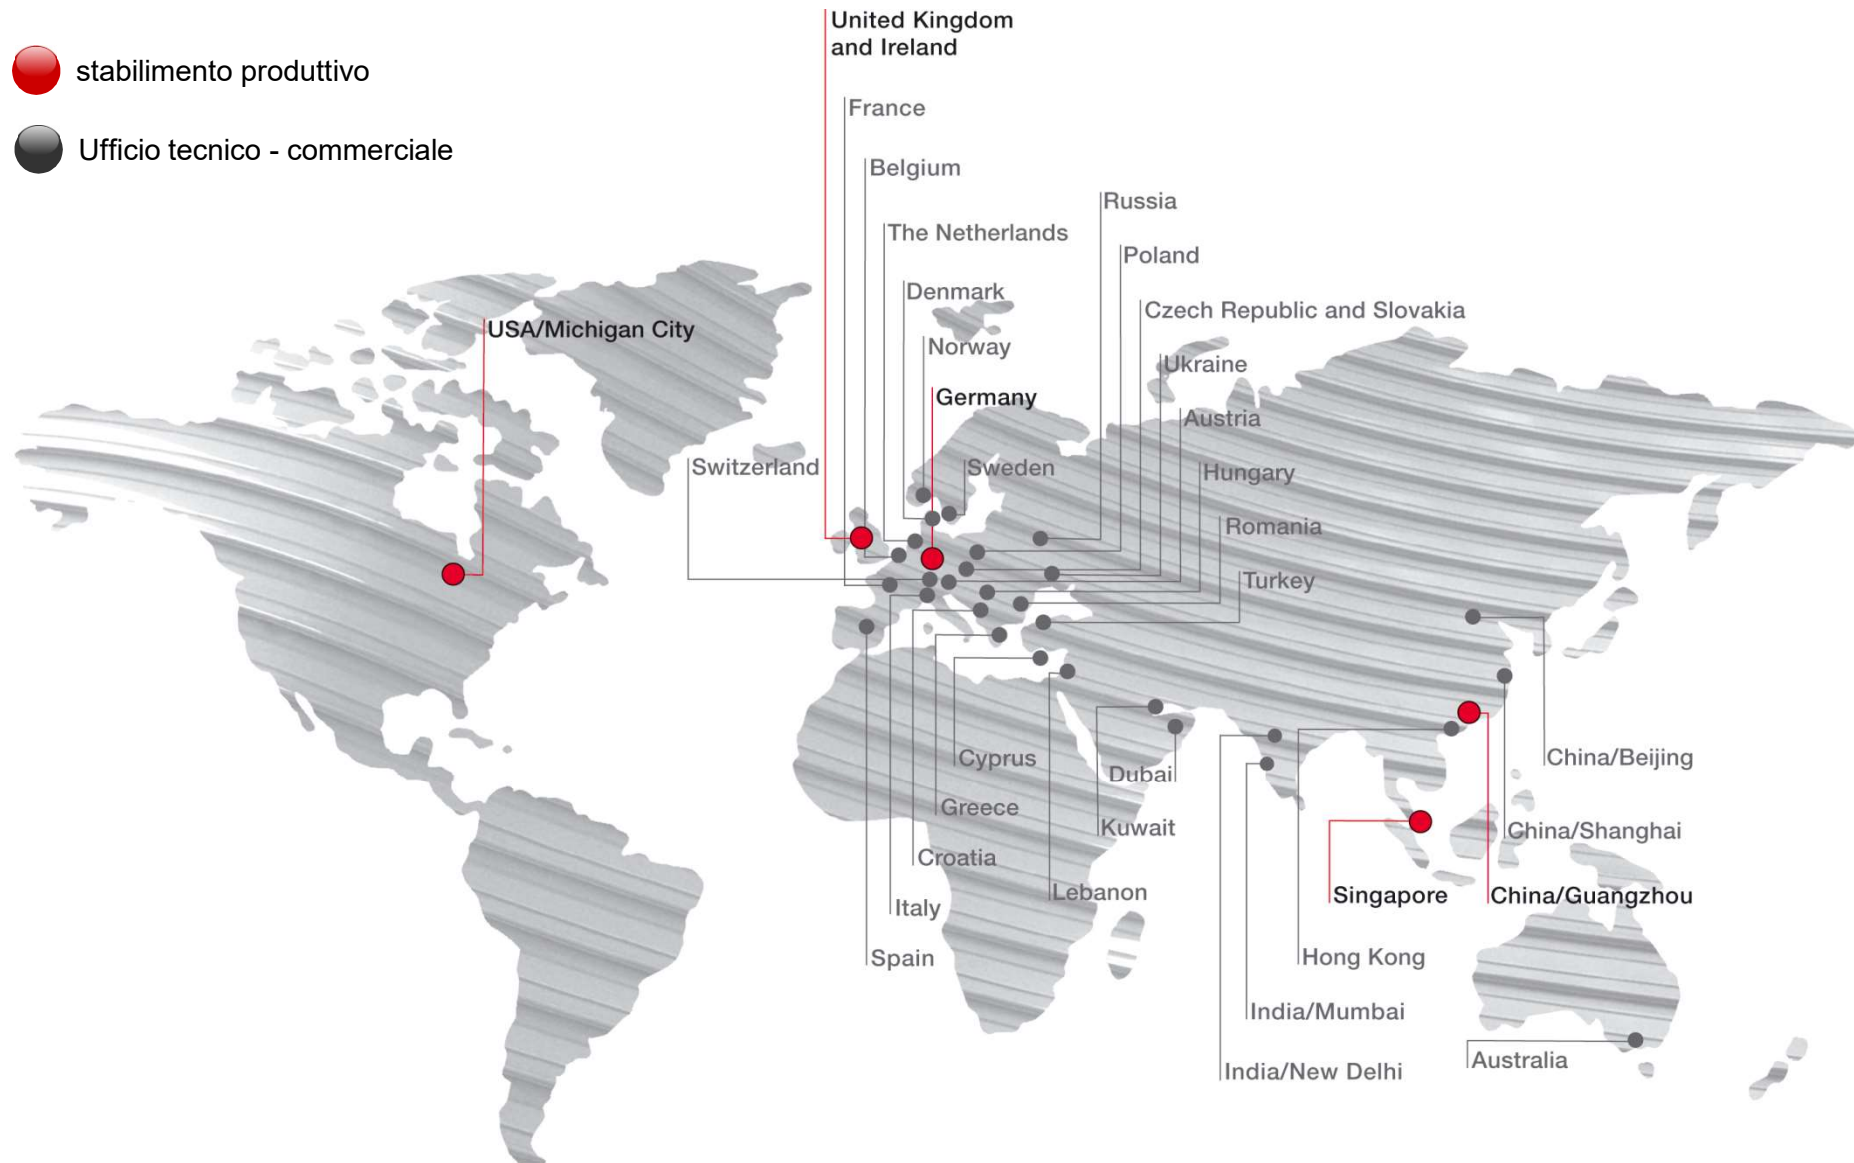 United Kingdom
and Ireland
stabilimento produttivo
France
Ufficio tecnico - commerciale
Belgium
Russia
The Netherlands
Poland
Denmark
Czech Republic and Slovakia
USA/Michigan City
Norway
Ukraine
Germany
Austria
Switzerland
Sweden
Hungary
Romania
Turkey
Cyprus
Dubai
China/Beijing
Greece
Kuwait
China/Shanghai
Croatia
Lebanon
Singapore
China/Guangzhou
Italy
Spain
Hong Kong
India/Mumbai
Australia
India/New Delhi